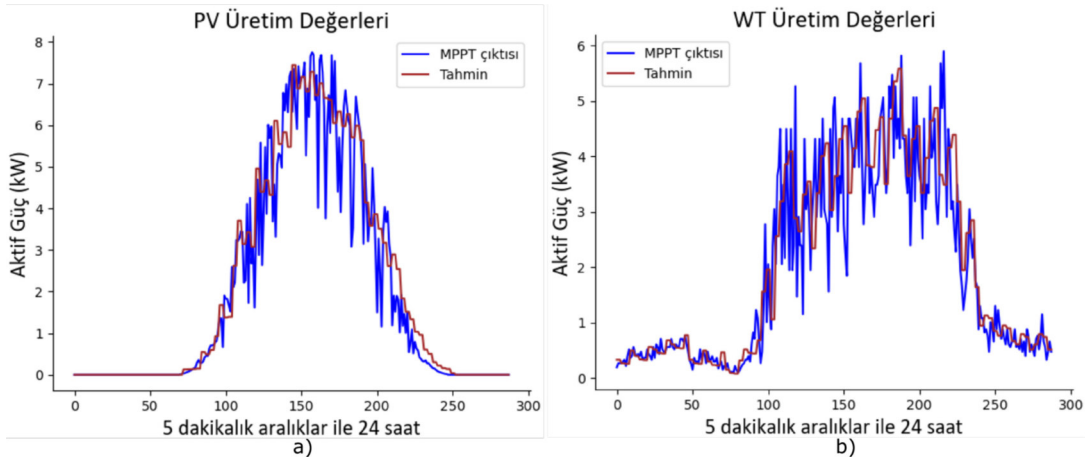 PV Üretim Değerleri
MPPT çıktısı
Tahmin
Aktif Güç (kW)
8
7
6
5
4
3
2
1
0
0
50
100
150
200
250
300
5 dakikalık aralıklar ile 24 saat
a)
WT Üretim Değerleri
MPPT çıktısı
Tahmin
Aktif Güç (kW)
6
5
4
3
2
1
0
0
50
100
150
200
250
300
5 dakikalık aralıklar ile 24 saat
b)